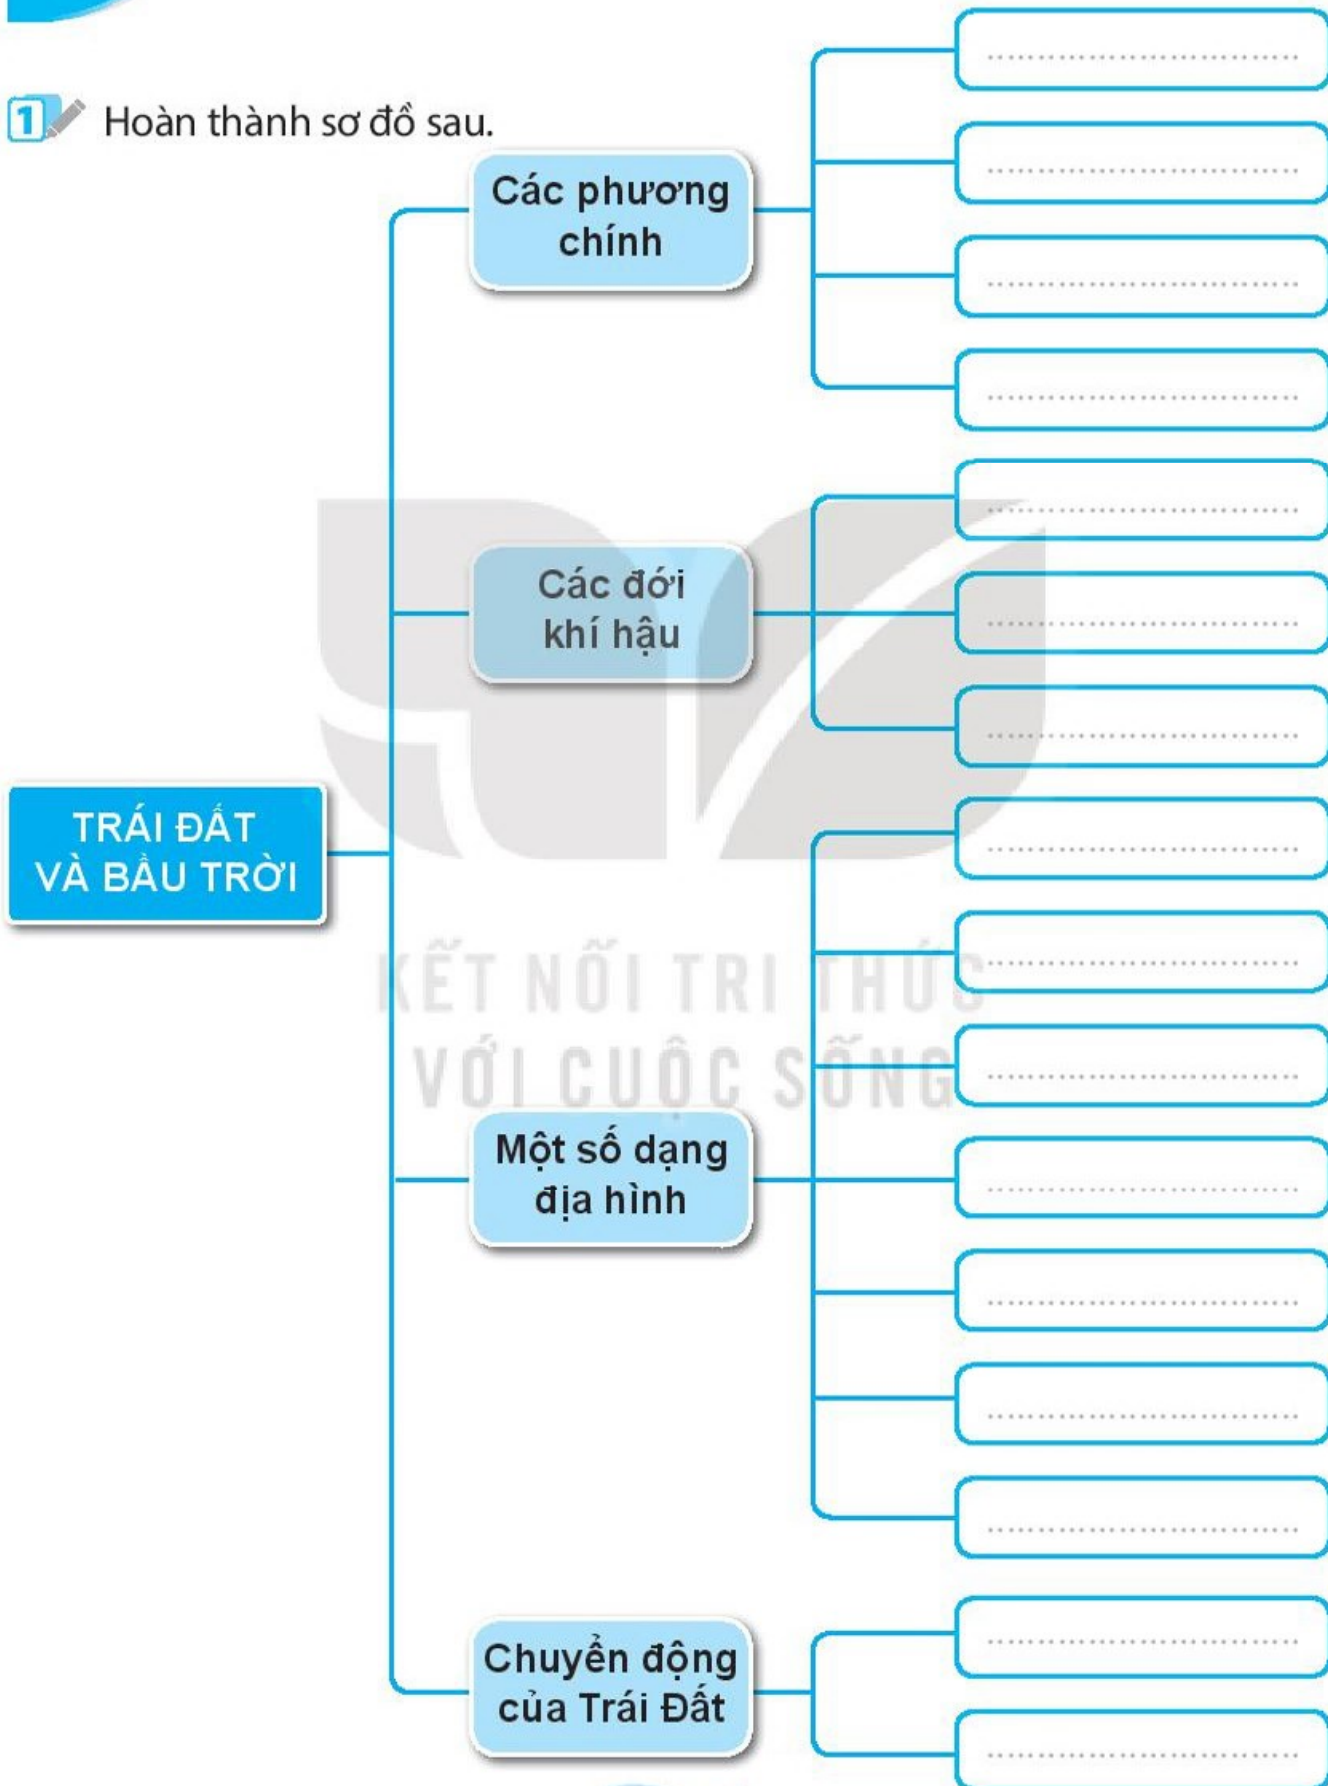 1 Hoàn thành sơ đồ sau.
Các phương
chính
Các đới
khí hậu
TRÁI ĐẤT
VÀ BẦU TRỜI
KẾT NỐI TRI THỨC
VỚI CUỘC SỐNG
Một số dạng
địa hình
Chuyển động
của Trái Đất